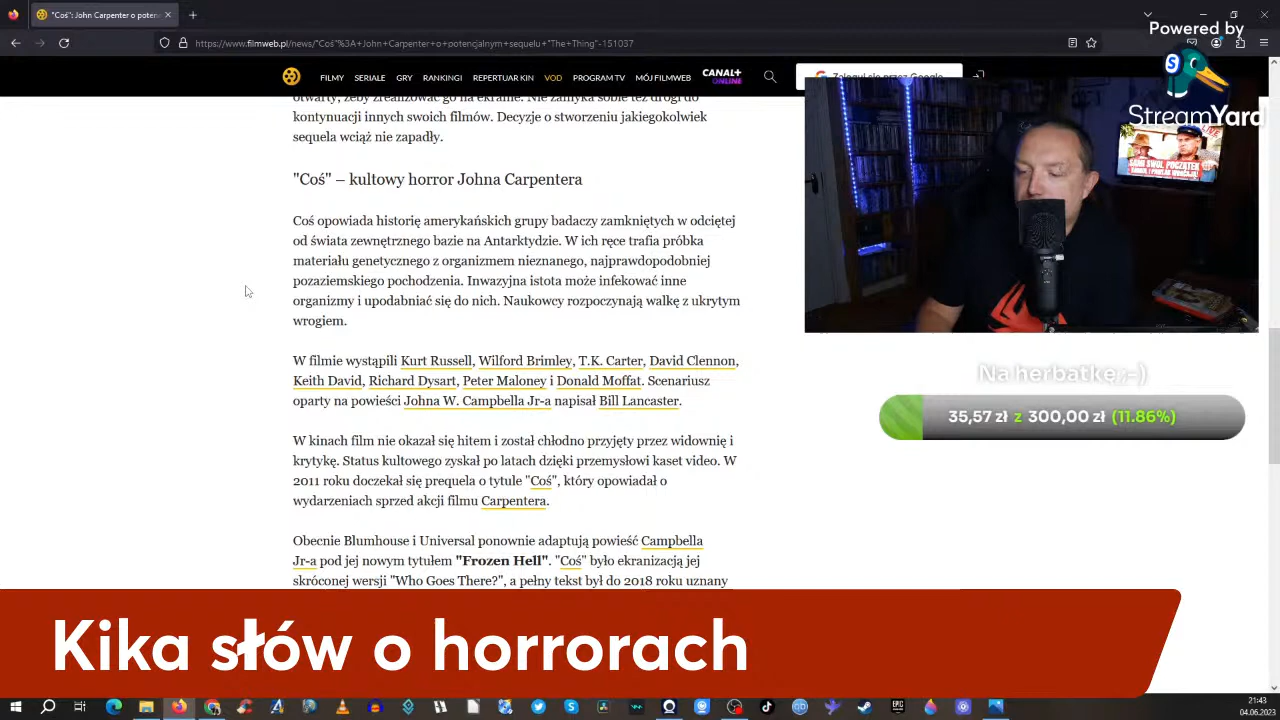 "Coś": John Carpenter o poten
https://www.filmweb.pl/news/"Coś"%3A+John+Carpenter+o+potencjalnym+sequelu+"The+Thing"-151037
Powered by
StreamYard
FILMY SERIALE GRY RANKINGI REPERTUAR KIN VOD PROGRAM TV MÓJ FILMWEB CANAL+ ONLINE
Zaloguj się przez Google
otwarty, żeby zrealizować go na ekranie. Nie zamyka sobie też drogi do
kontynuacji innych swoich filmów. Decyzje o stworzeniu jakiegokolwiek
sequela wciąż nie zapadły.
"Coś" – kultowy horror Johna Carpentera
Coś opowiada historię amerykańskich grupy badaczy zamkniętych w odciętej
od świata zewnętrznego bazie na Antarktydzie. W ich ręce trafia próbka
materiału genetycznego z organizmem nieznanego, najprawdopodobniej
pozaziemskiego pochodzenia. Inwazyjna istota może infekować inne
organizmy i upodabniać się do nich. Naukowcy rozpoczynają walkę z ukrytym
wrogiem.
W filmie wystąpili Kurt Russell, Wilford Brimley, T.K. Carter, David Clennon,
Keith David, Richard Dysart, Peter Maloney i Donald Moffat. Scenariusz
oparty na powieści Johna W. Campbella Jr-a napisał Bill Lancaster.
W kinach film nie okazał się hitem i został chłodno przyjęty przez widownię i
krytykę. Status kultowego zyskał po latach dzięki przemysłowi kaset video. W
2011 roku doczekał się prequela o tytule "Coś", który opowiadał o
wydarzeniach sprzed akcji filmu Carpentera.
Obecnie Blumhouse i Universal ponownie adaptują powieść Campbella
Jr-a pod jej nowym tytułem "Frozen Hell". "Coś" było ekranizacją jej
skróconej wersji "Who Goes There?", a pełny tekst był do 2018 roku uznany
LIVE
SAMI SWOI POCZĄTEK
Na herbatkę ;-)
35,57 zł z 300,00 zł (11.86%)
Kika słów o horrorach
21:43
04.06.2023